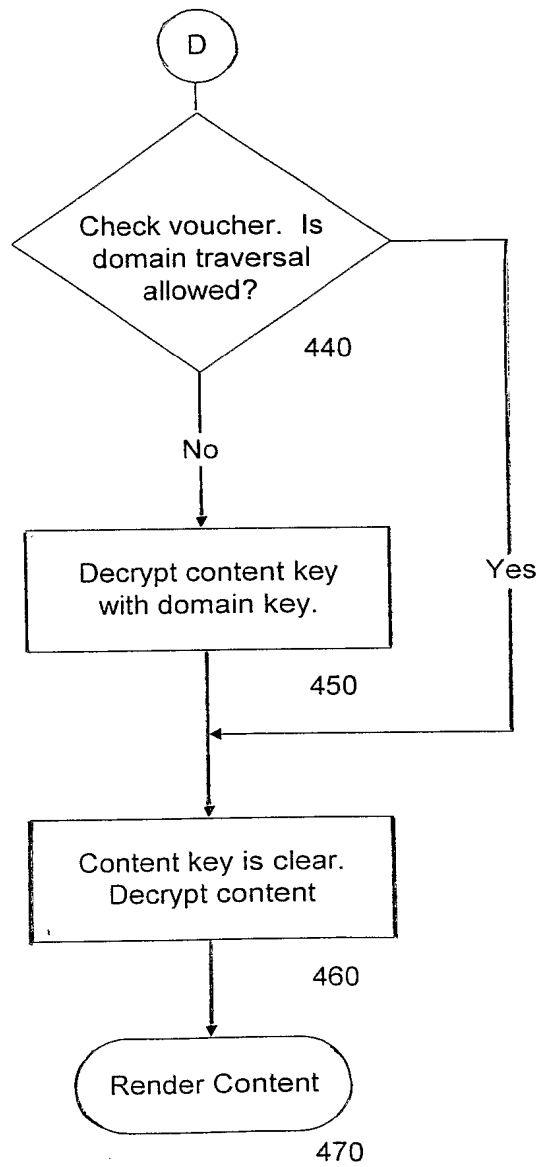 D
Check voucher. Is
domain traversal
allowed?
440
No
Decrypt content key
with domain key.
Yes
450
Content key is clear.
Decrypt content
460
Render Content
470